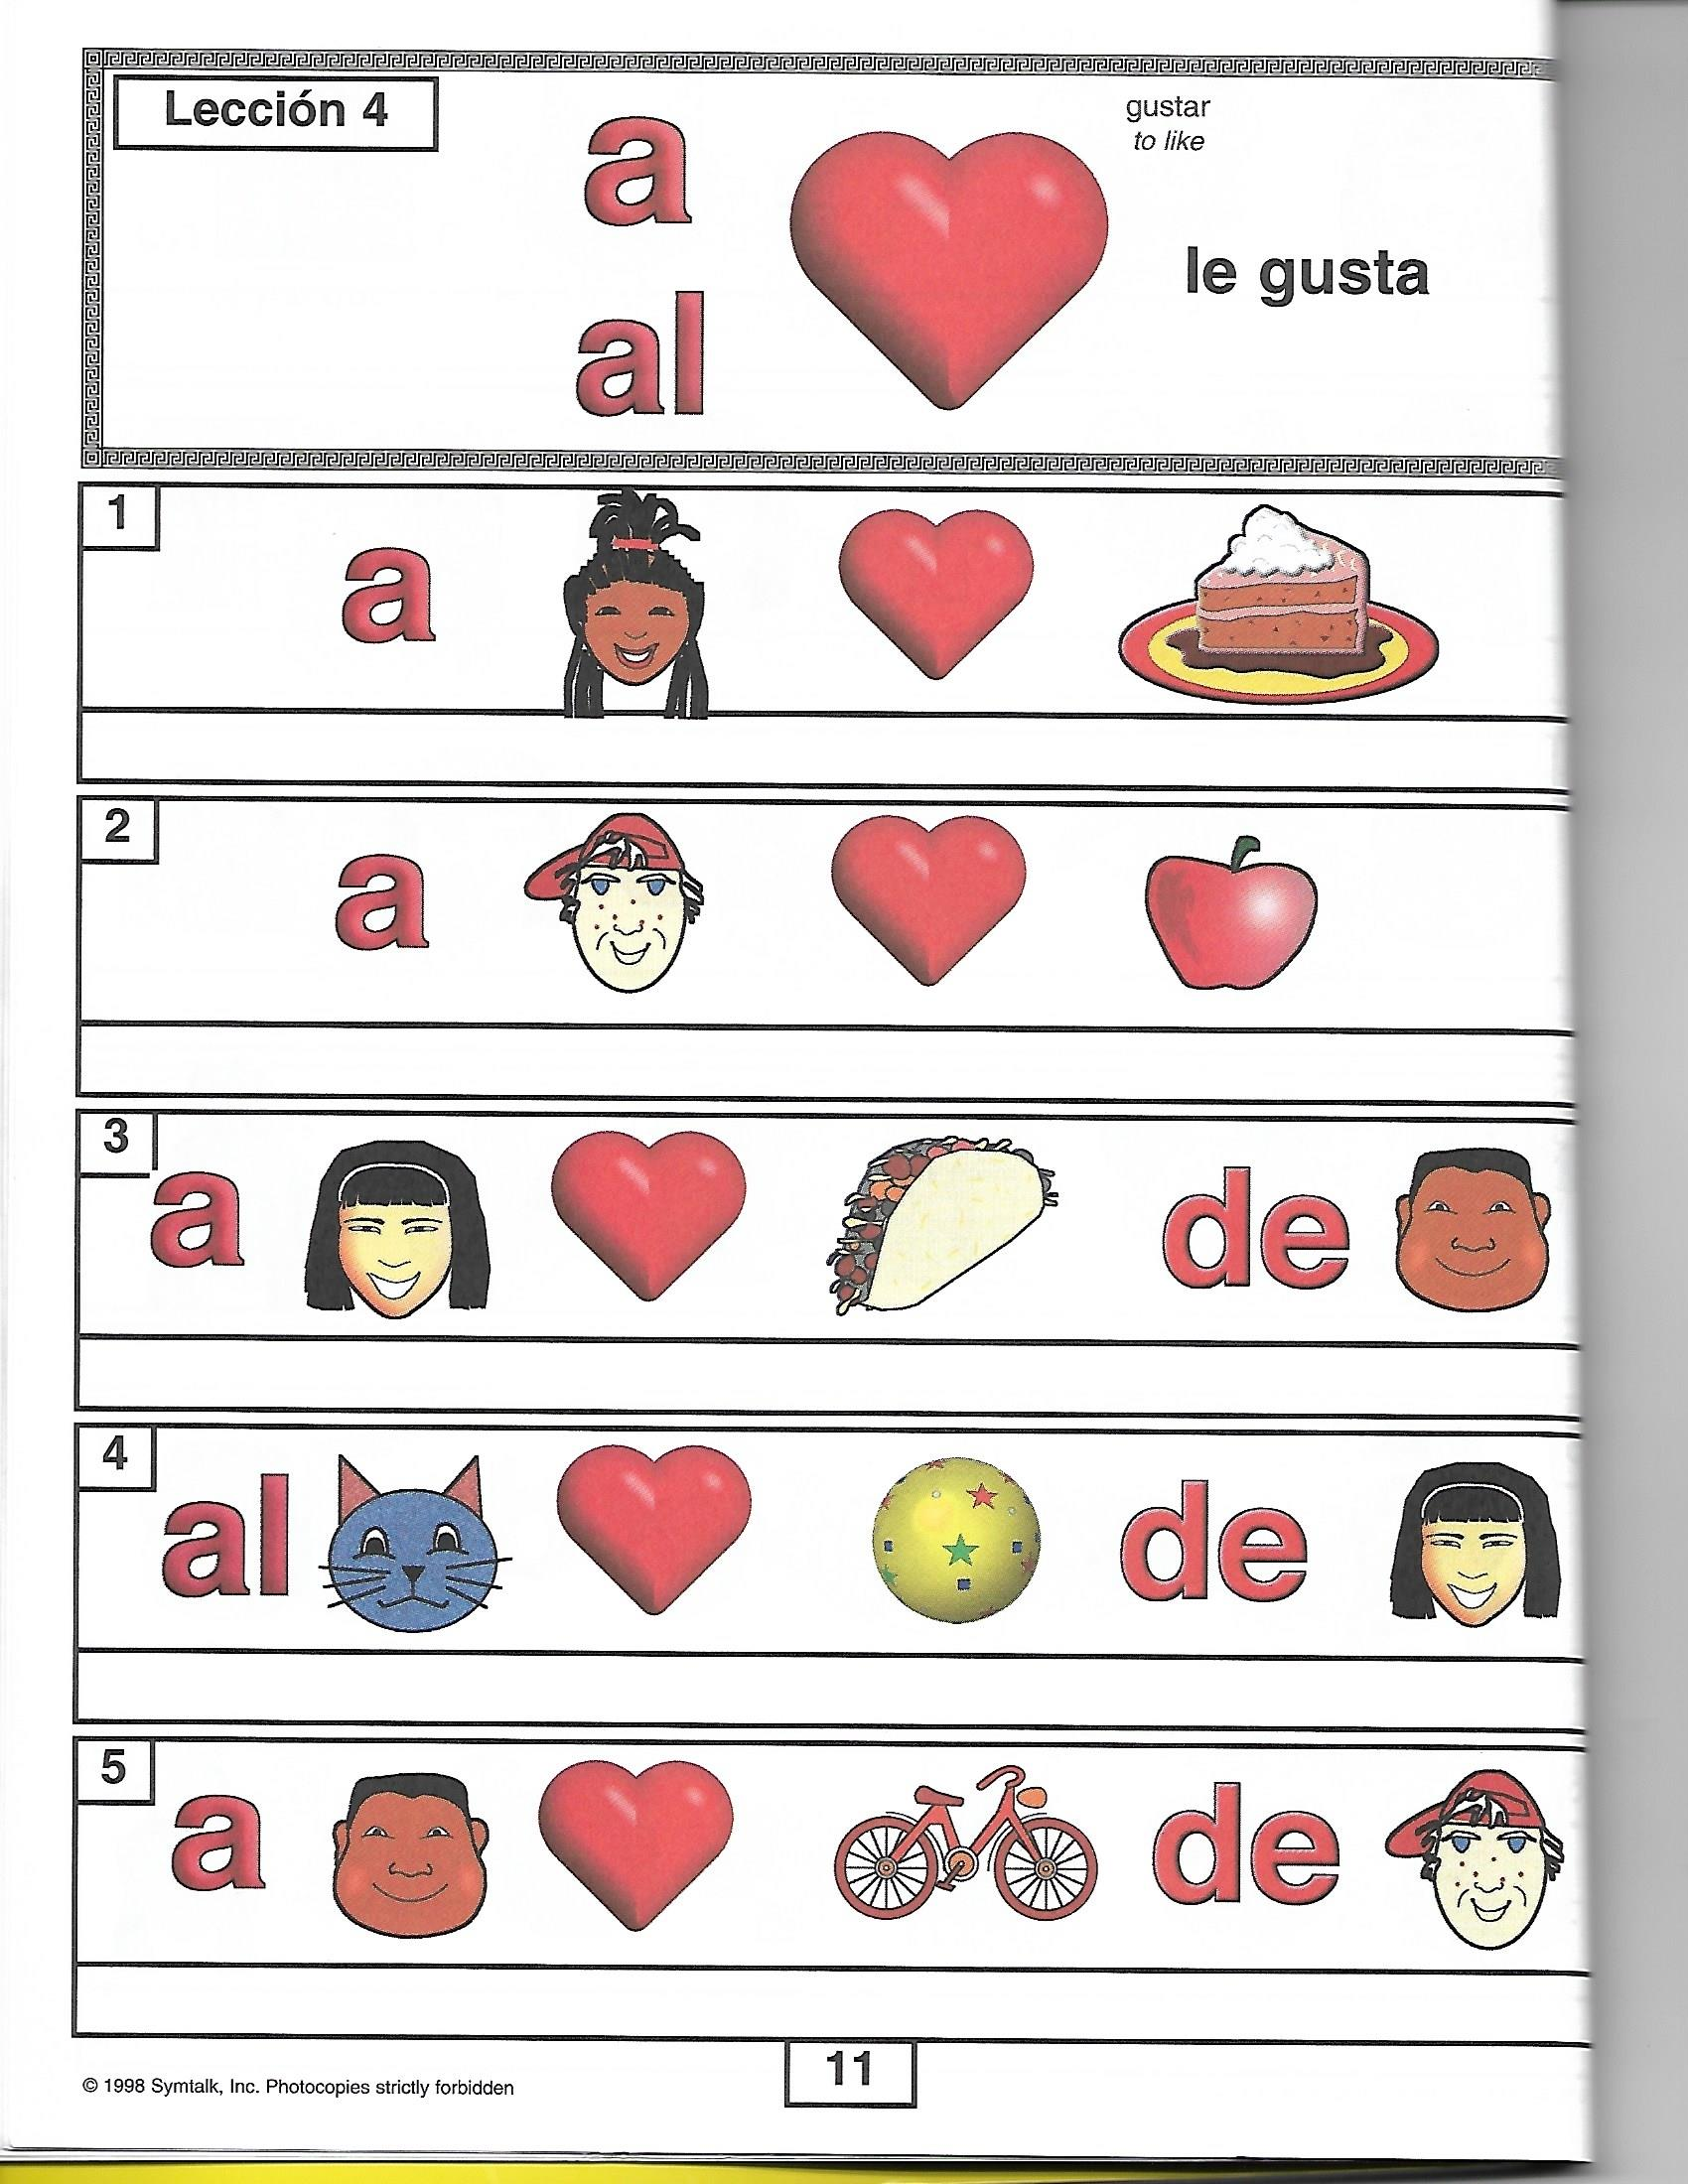 Lección 4
a
al
gustar
to like
le gusta
1
a
2
a
3
a
de
4
al
de
5
a
de
11
© 1998 Symtalk, Inc. Photocopies strictly forbidden